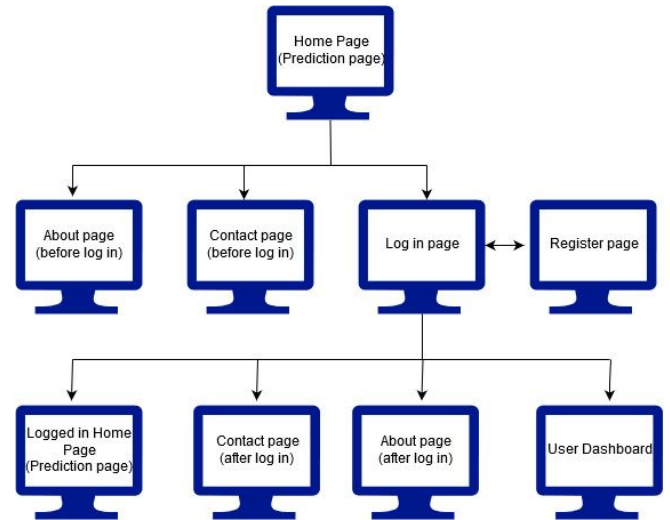 Home Page
(Prediction page)
About page
(before log in)
Contact page
(before log in)
Log in page
Register page
Logged in Home
Page
(Prediction page)
Contact page
(after log in)
About page
(after log in)
User Dashboard